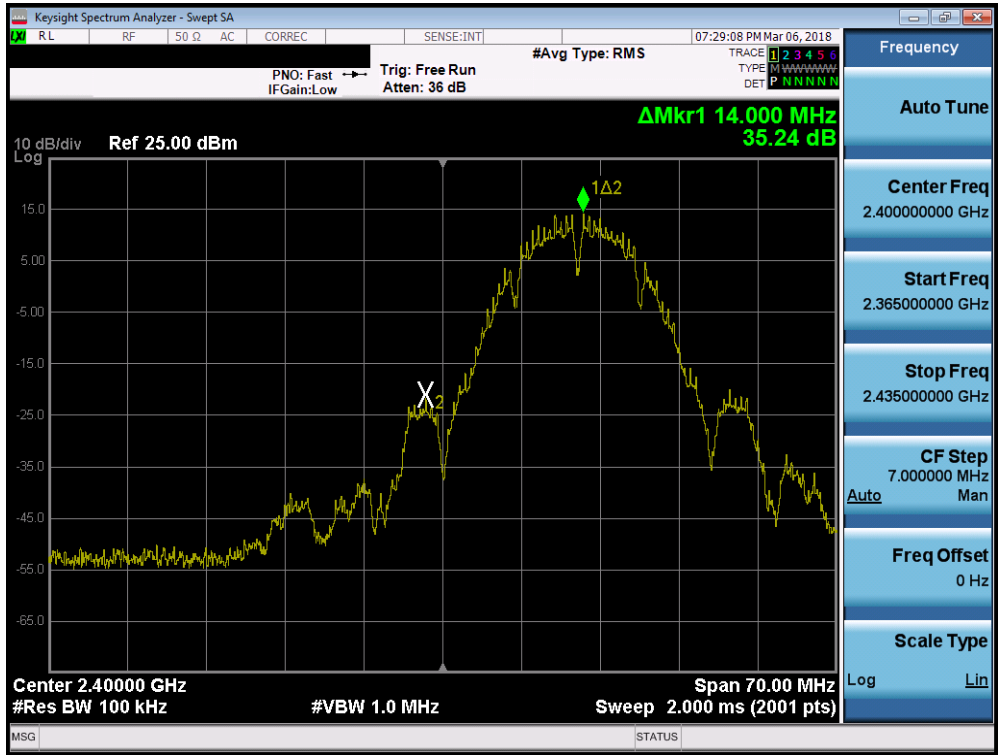 Keysight Spectrum Analyzer - Swept SA
LXI RL RF 50 Ω AC CORREC SENSE:INT 07:29:08 PM Mar 06, 2018
#Avg Type: RMS TRACE 1 2 3 4 5 6
PNO: Fast Trig: Free Run TYPE M WWWWW
IFGain:Low Atten: 36 dB DET P N N N N N
ΔMkr1 14.000 MHz
35.24 dB
10 dB/div Ref 25.00 dBm
Log
1Δ2
15.0
5.00
-5.00
-15.0
X2
-25.0
-35.0
-45.0
-55.0
-65.0
Center 2.40000 GHz Span 70.00 MHz
#Res BW 100 kHz #VBW 1.0 MHz Sweep 2.000 ms (2001 pts)
MSG STATUS
Frequency
Auto Tune
Center Freq
2.400000000 GHz
Start Freq
2.365000000 GHz
Stop Freq
2.435000000 GHz
CF Step
7.000000 MHz
Auto Man
Freq Offset
0 Hz
Scale Type
Log Lin